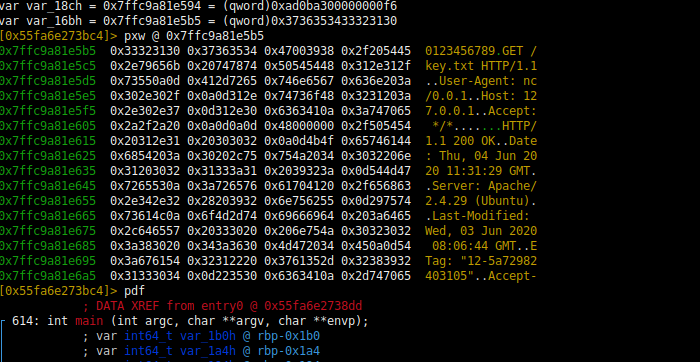 var var_18ch = 0x7ffc9a81e594 = (qword)0xad0ba300000000f6
var var_16bh = 0x7ffc9a81e5b5 = (qword)0x3736353433323130
[0x55fa6e273bc4]> pxw @ 0x7ffc9a81e5b5
0x7ffc9a81e5b5 0x33323130 0x37363534 0x47003938 0x2f205445 0123456789.GET /
0x7ffc9a81e5c5 0x2e79656b 0x20747874 0x50545448 0x312e312f key.txt HTTP/1.1
0x7ffc9a81e5d5 0x73550a0d 0x412d7265 0x746e6567 0x636e203a ..User-Agent: nc
0x7ffc9a81e5e5 0x302e302f 0x0a0d312e 0x74736f48 0x3231203a /0.0.1..Host: 12
0x7ffc9a81e5f5 0x2e302e37 0x0d312e30 0x6363410a 0x3a747065 7.0.0.1..Accept:
0x7ffc9a81e605 0x2a2f2a20 0x0a0d0a0d 0x48000000 0x2f505454 */*.......HTTP/
0x7ffc9a81e615 0x20312e31 0x20303032 0x0a0d4b4f 0x65746144 1.1 200 OK..Date
0x7ffc9a81e625 0x6854203a 0x30202c75 0x754a2034 0x3032206e : Thu, 04 Jun 20
0x7ffc9a81e635 0x31203032 0x31333a31 0x2039323a 0x0d544d47 20 11:31:29 GMT.
0x7ffc9a81e645 0x7265530a 0x3a726576 0x61704120 0x2f656863 .Server: Apache/
0x7ffc9a81e655 0x2e342e32 0x28203932 0x6e756255 0x0d297574 2.4.29 (Ubuntu).
0x7ffc9a81e665 0x73614c0a 0x6f4d2d74 0x69666964 0x203a6465 .Last-Modified: 
0x7ffc9a81e675 0x2c646557 0x20333020 0x206e754a 0x30323032 Wed, 03 Jun 2020
0x7ffc9a81e685 0x3a383020 0x343a3630 0x4d472034 0x450a0d54 08:06:44 GMT..E
0x7ffc9a81e695 0x3a676154 0x32312220 0x3761352d 0x32383932 Tag: "12-5a72982
0x7ffc9a81e6a5 0x31333034 0x0d223530 0x6363410a 0x2d747065 403105"..Accept-
[0x55fa6e273bc4]> pdf
; DATA XREF from entry0 @ 0x55fa6e2738dd
614: int main (int argc, char **argv, char **envp);
; var int64_t var_1b0h @ rbp-0x1b0
; var int64_t var_1a4h @ rbp-0x1a4